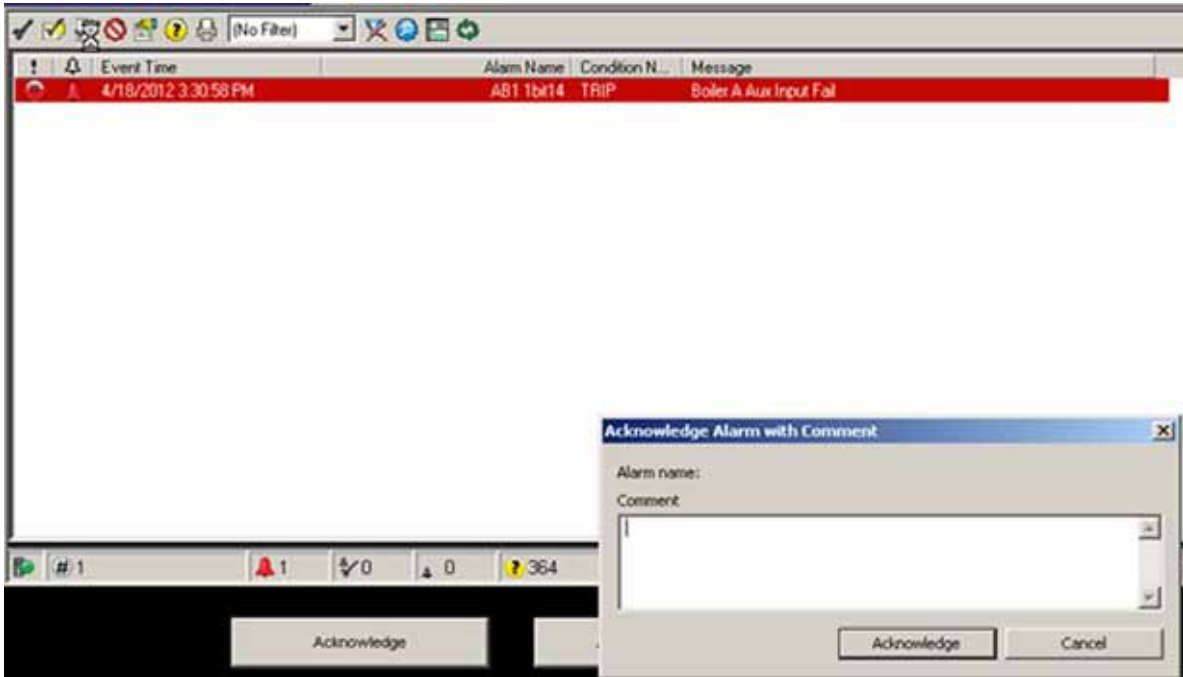 (No Filter)
! Event Time Alarm Name Condition N... Message
4/18/2012 3:30:58 PM AB1 1bit14 TRIP Boiler A Aux Input Fail
Acknowledge Alarm with Comment
Alarm name:
Comment
# 1 1 0 0 ? 364
Acknowledge
Acknowledge Cancel